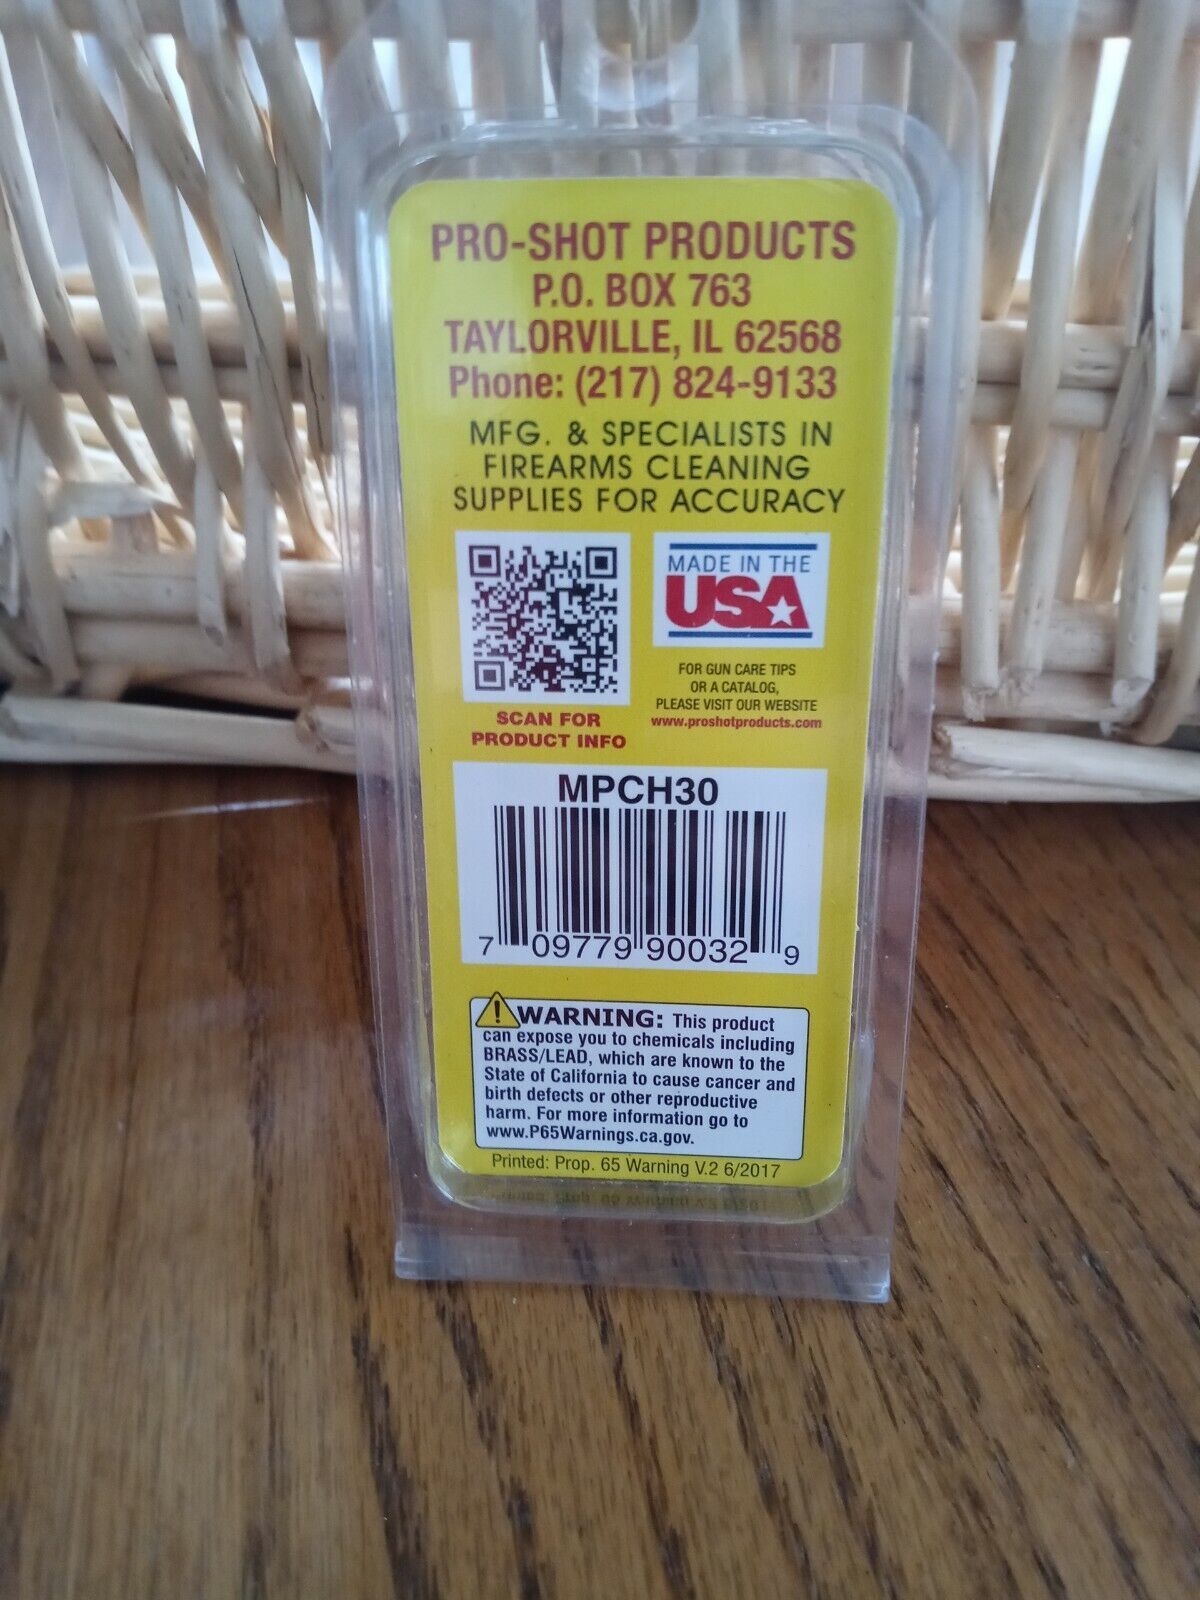 PRO-SHOT PRODUCTS
P.O. BOX 763
TAYLORVILLE, IL 62568
Phone: (217) 824-9133
MFG. & SPECIALISTS IN
FIREARMS CLEANING
SUPPLIES FOR ACCURACY
SCAN FOR
PRODUCT INFO
MADE IN THE
USA
FOR GUN CARE TIPS
OR A CATALOG,
PLEASE VISIT OUR WEBSITE
www.proshotproducts.com
MPCH30
7 09779 90032 9
WARNING: This product
can expose you to chemicals including
BRASS/LEAD, which are known to the
State of California to cause cancer and
birth defects or other reproductive
harm. For more information go to
www.P65Warnings.ca.gov.
Printed: Prop. 65 Warning V.2 6/2017